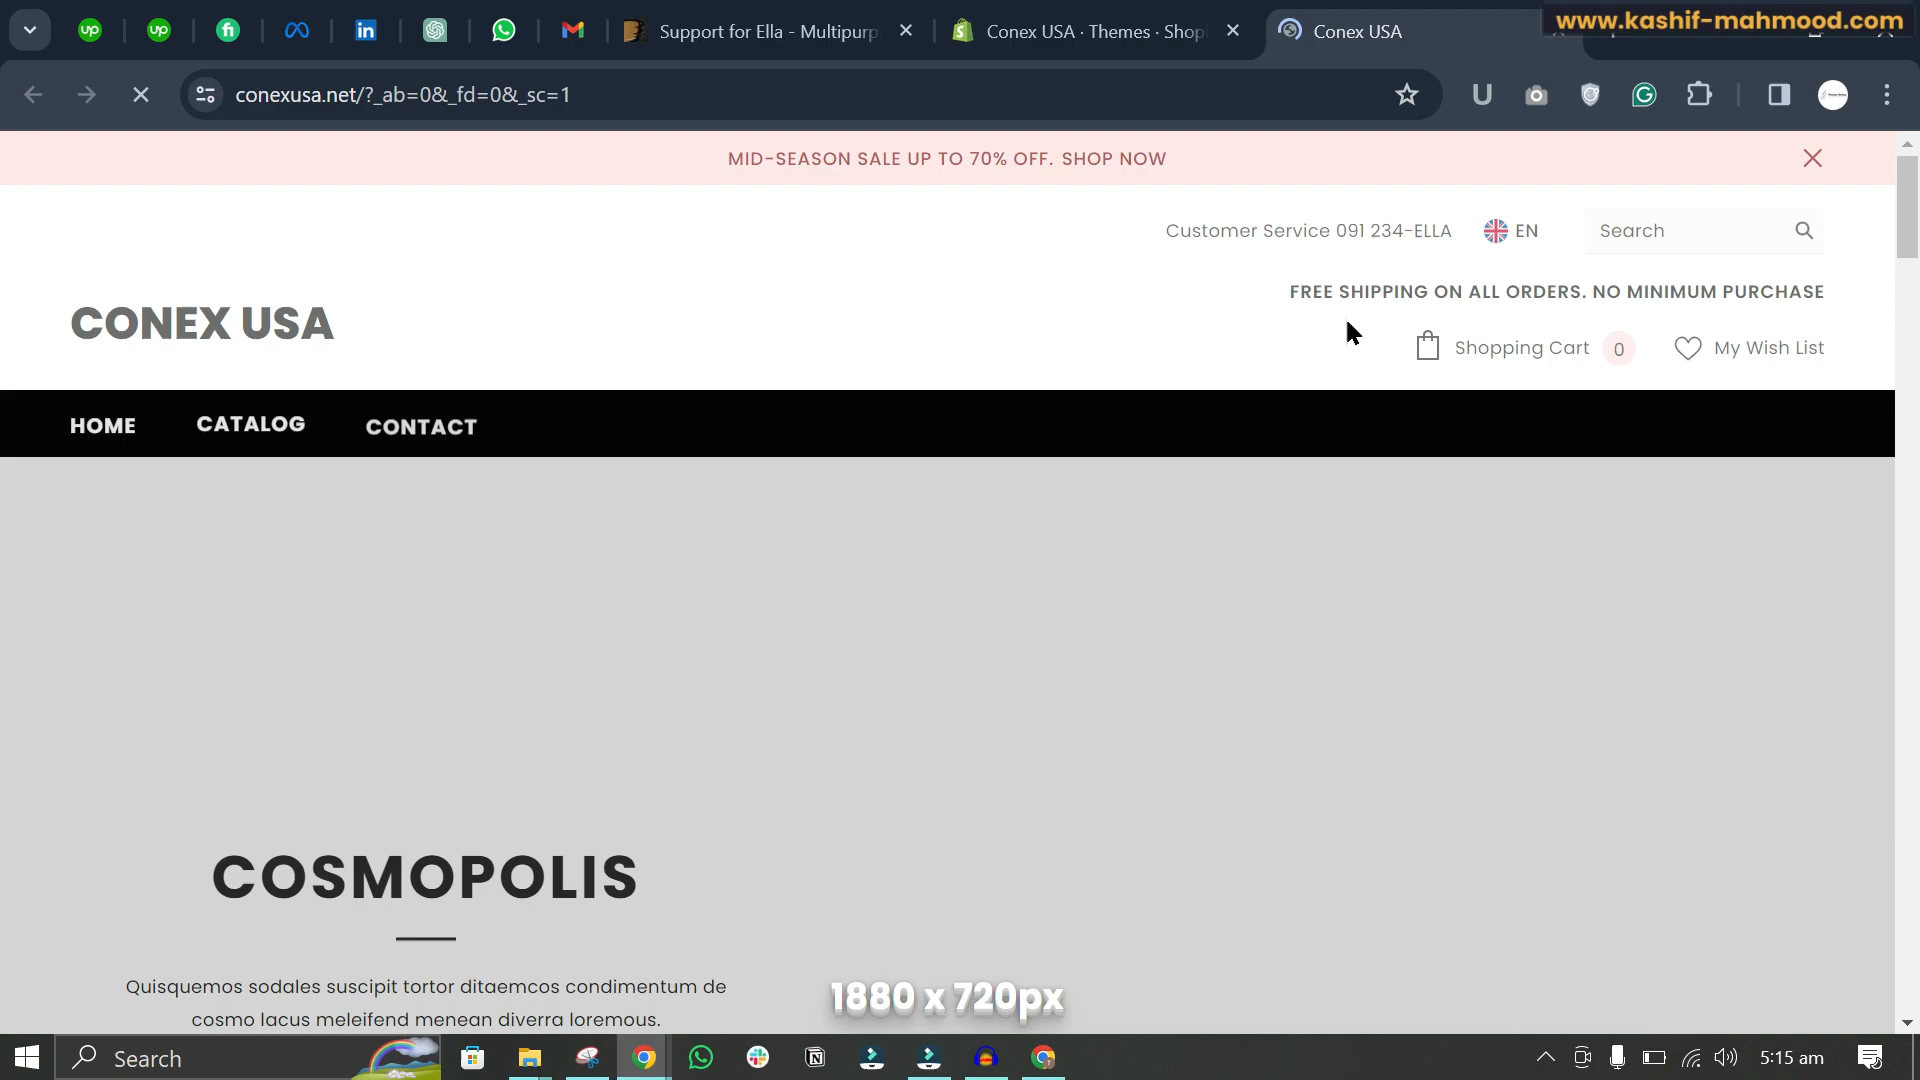 Support for Ella - Multipurp
Conex USA · Themes · Shopi
Conex USA
www.kashif-mahmood.com
conexusa.net/?_ab=0&_fd=0&_sc=1
MID-SEASON SALE UP TO 70% OFF. SHOP NOW
Customer Service 091 234-ELLA
EN
Search
FREE SHIPPING ON ALL ORDERS. NO MINIMUM PURCHASE
CONEX USA
Shopping Cart 0
My Wish List
HOME
CATALOG
CONTACT
COSMOPOLIS
Quisquemos sodales suscipit tortor ditaemcos condimentum de
cosmo lacus meleifend menean diverra loremous.
1880 x 720px
Search
5:15 am